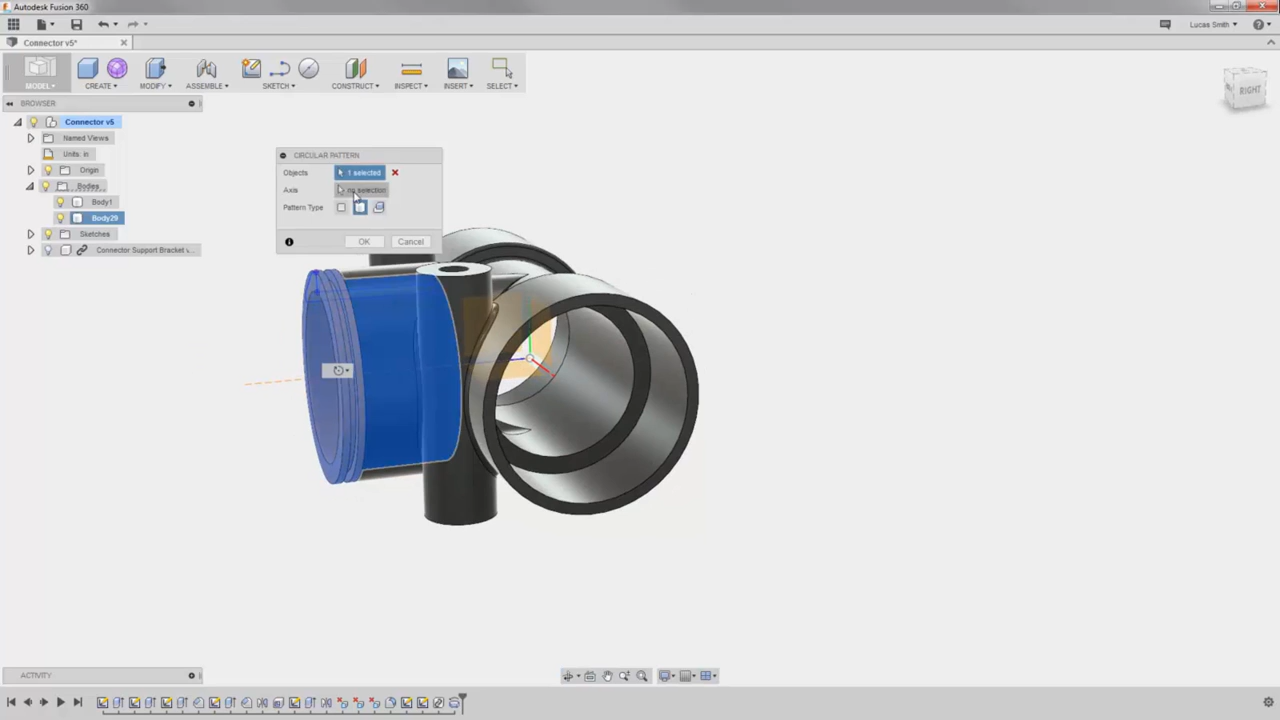 Autodesk Fusion 360
Lucas Smith
Connector v5*
MODEL
CREATE
MODIFY
ASSEMBLE
SKETCH
CONSTRUCT
INSPECT
INSERT
SELECT
BROWSER
RIGHT
Connector v5
Named Views
Units: in
Origin
Bodies
Body1
Body29
Sketches
Connector Support Bracket v...
CIRCULAR PATTERN
Objects 1 selected
Axis no selection
Pattern Type
OK Cancel
ACTIVITY